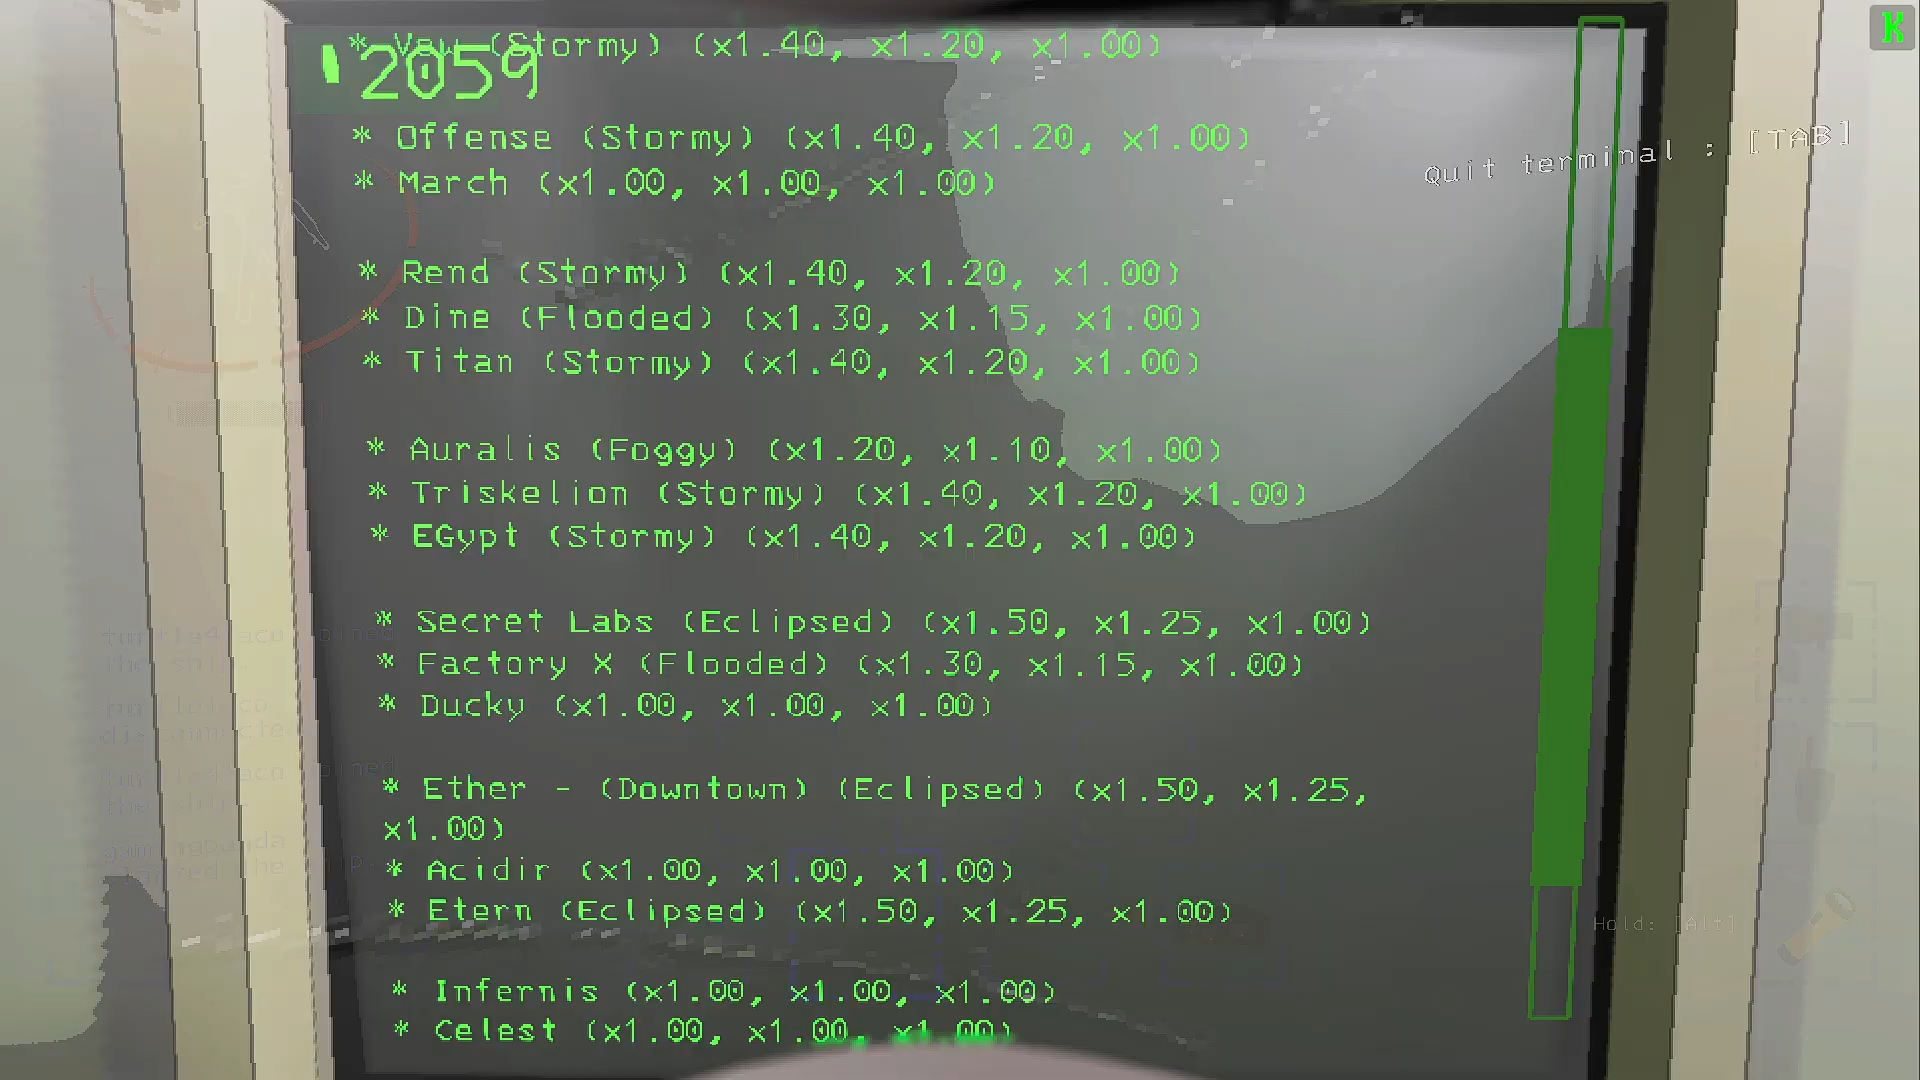 * Vow (Stormy) (x1.40, x1.20, x1.00)
2059
* Offense (Stormy) (x1.40, x1.20, x1.00)
* March (x1.00, x1.00, x1.00)
* Rend (Stormy) (x1.40, x1.20, x1.00)
* Dine (Flooded) (x1.30, x1.15, x1.00)
* Titan (Stormy) (x1.40, x1.20, x1.00)
* Auralis (Foggy) (x1.20, x1.10, x1.00)
* Triskelion (Stormy) (x1.40, x1.20, x1.00)
* EGypt (Stormy) (x1.40, x1.20, x1.00)
* Secret Labs (Eclipsed) (x1.50, x1.25, x1.00)
* Factory X (Flooded) (x1.30, x1.15, x1.00)
* Ducky (x1.00, x1.00, x1.00)
* Ether - (Downtown) (Eclipsed) (x1.50, x1.25,
x1.00)
* Acidir (x1.00, x1.00, x1.00)
* Etern (Eclipsed) (x1.50, x1.25, x1.00)
* Infernis (x1.00, x1.00, x1.00)
* Celest (x1.00, x1.00, x1.00)
Quit terminal : [TAB]
K
Hold: [Alt]